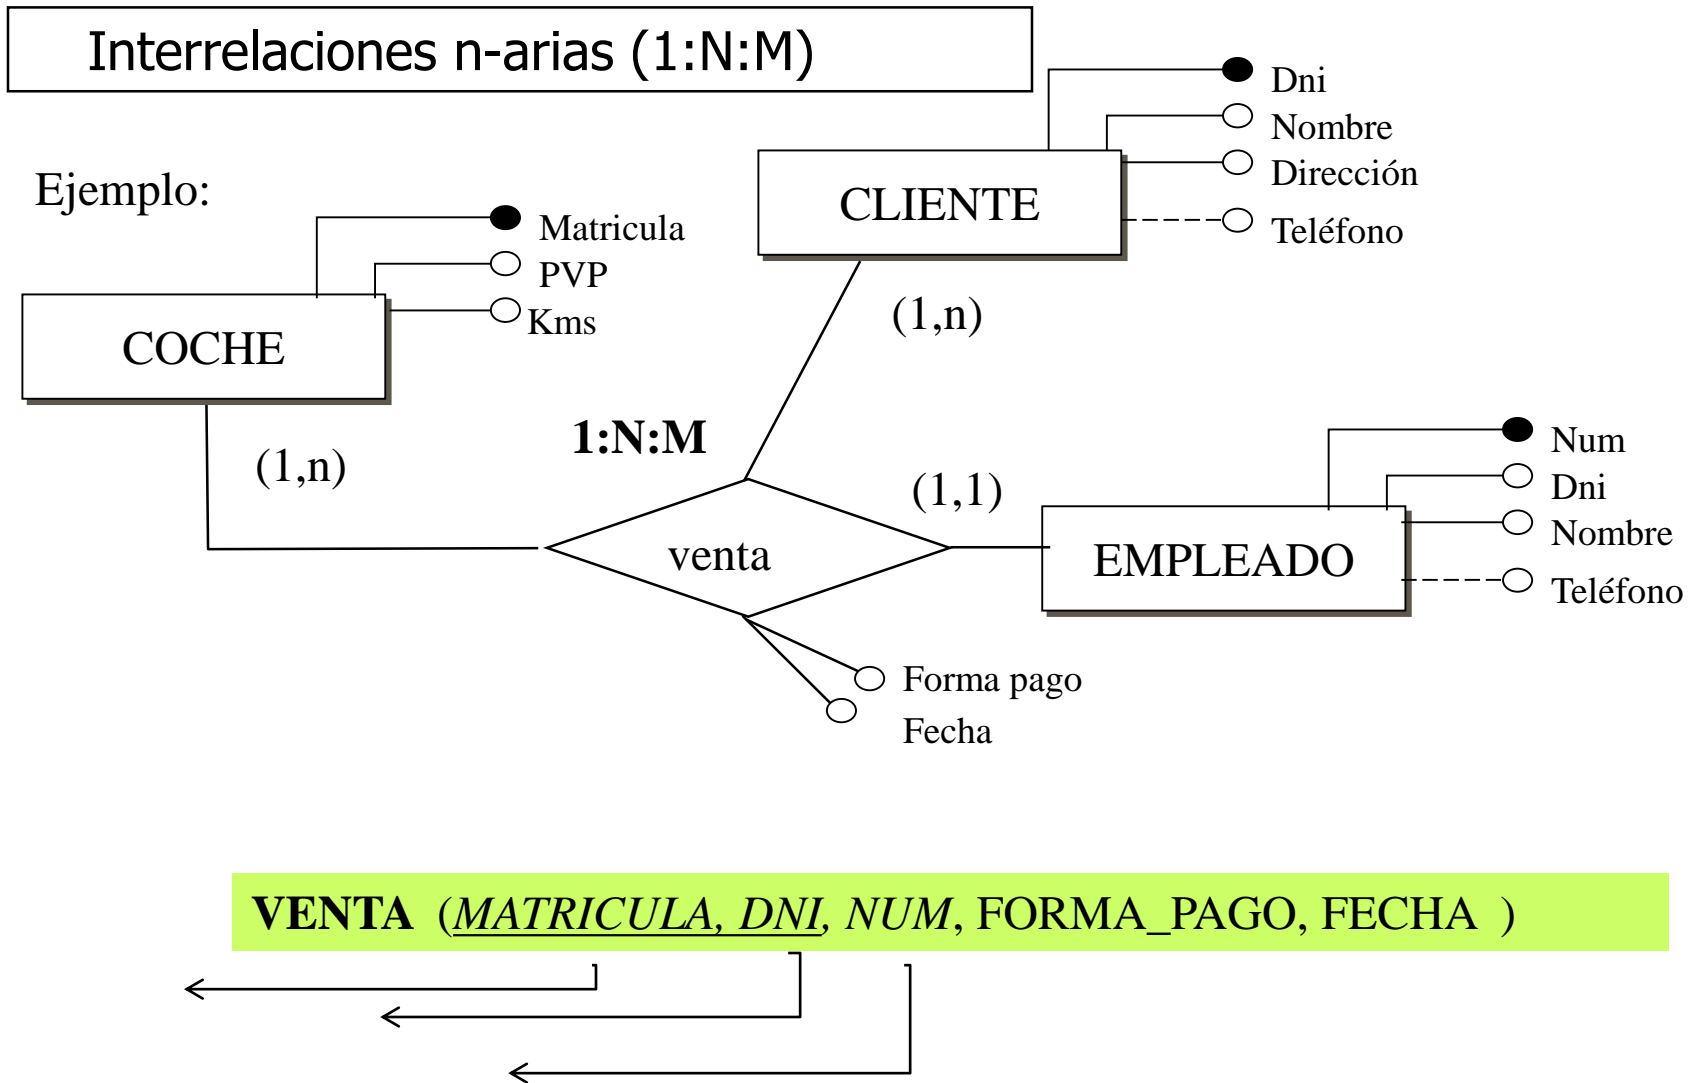 Interrelaciones n-arias (1:N:M)
Ejemplo:
Dni
Nombre
Dirección
Teléfono
CLIENTE
(1,n)
Matricula
PVP
Kms
COCHE
(1,n)
1:N:M
(1,1)
venta
Num
Dni
Nombre
Teléfono
EMPLEADO
Forma pago
Fecha
VENTA (MATRICULA, DNI, NUM, FORMA_PAGO, FECHA )